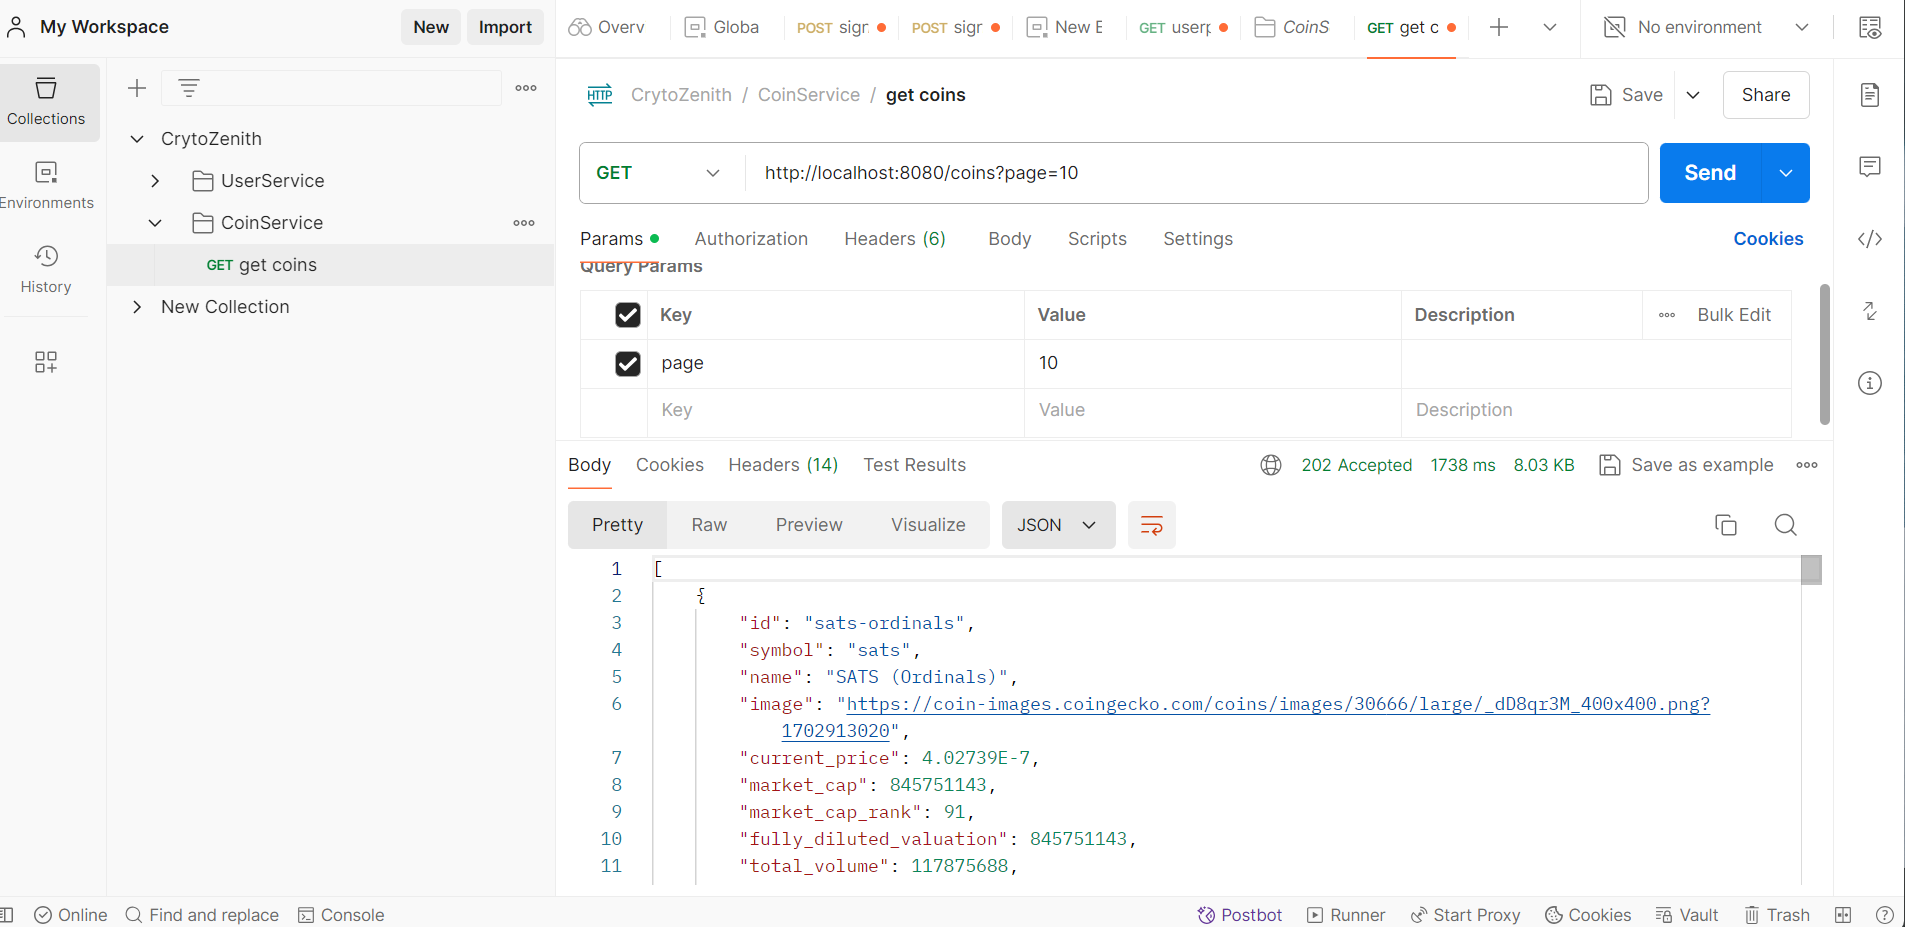 My Workspace
New
Import
Overv
Globa
POST sigr
POST sigr
New E
GET userp
CoinS
GET get c
No environment
Collections
Environments
History
CrytoZenith
UserService
CoinService
GET get coins
New Collection
HTTP
CrytoZenith / CoinService / get coins
Save
Share
GET
http://localhost:8080/coins?page=10
Send
Params
Authorization
Headers (6)
Body
Scripts
Settings
Cookies
Query Params
Key
Value
Description
Bulk Edit
page
10
Key
Value
Description
Body
Cookies
Headers (14)
Test Results
202 Accepted
1738 ms
8.03 KB
Save as example
Pretty
Raw
Preview
Visualize
JSON
1 [
2 {
3 "id": "sats-ordinals",
4 "symbol": "sats",
5 "name": "SATS (Ordinals)",
6 "image": "https://coin-images.coingecko.com/coins/images/30666/large/_dD8qr3M_400x400.png?
1702913020",
7 "current_price": 4.02739E-7,
8 "market_cap": 845751143,
9 "market_cap_rank": 91,
10 "fully_diluted_valuation": 845751143,
11 "total_volume": 117875688,
Online
Find and replace
Console
Postbot
Runner
Start Proxy
Cookies
Vault
Trash